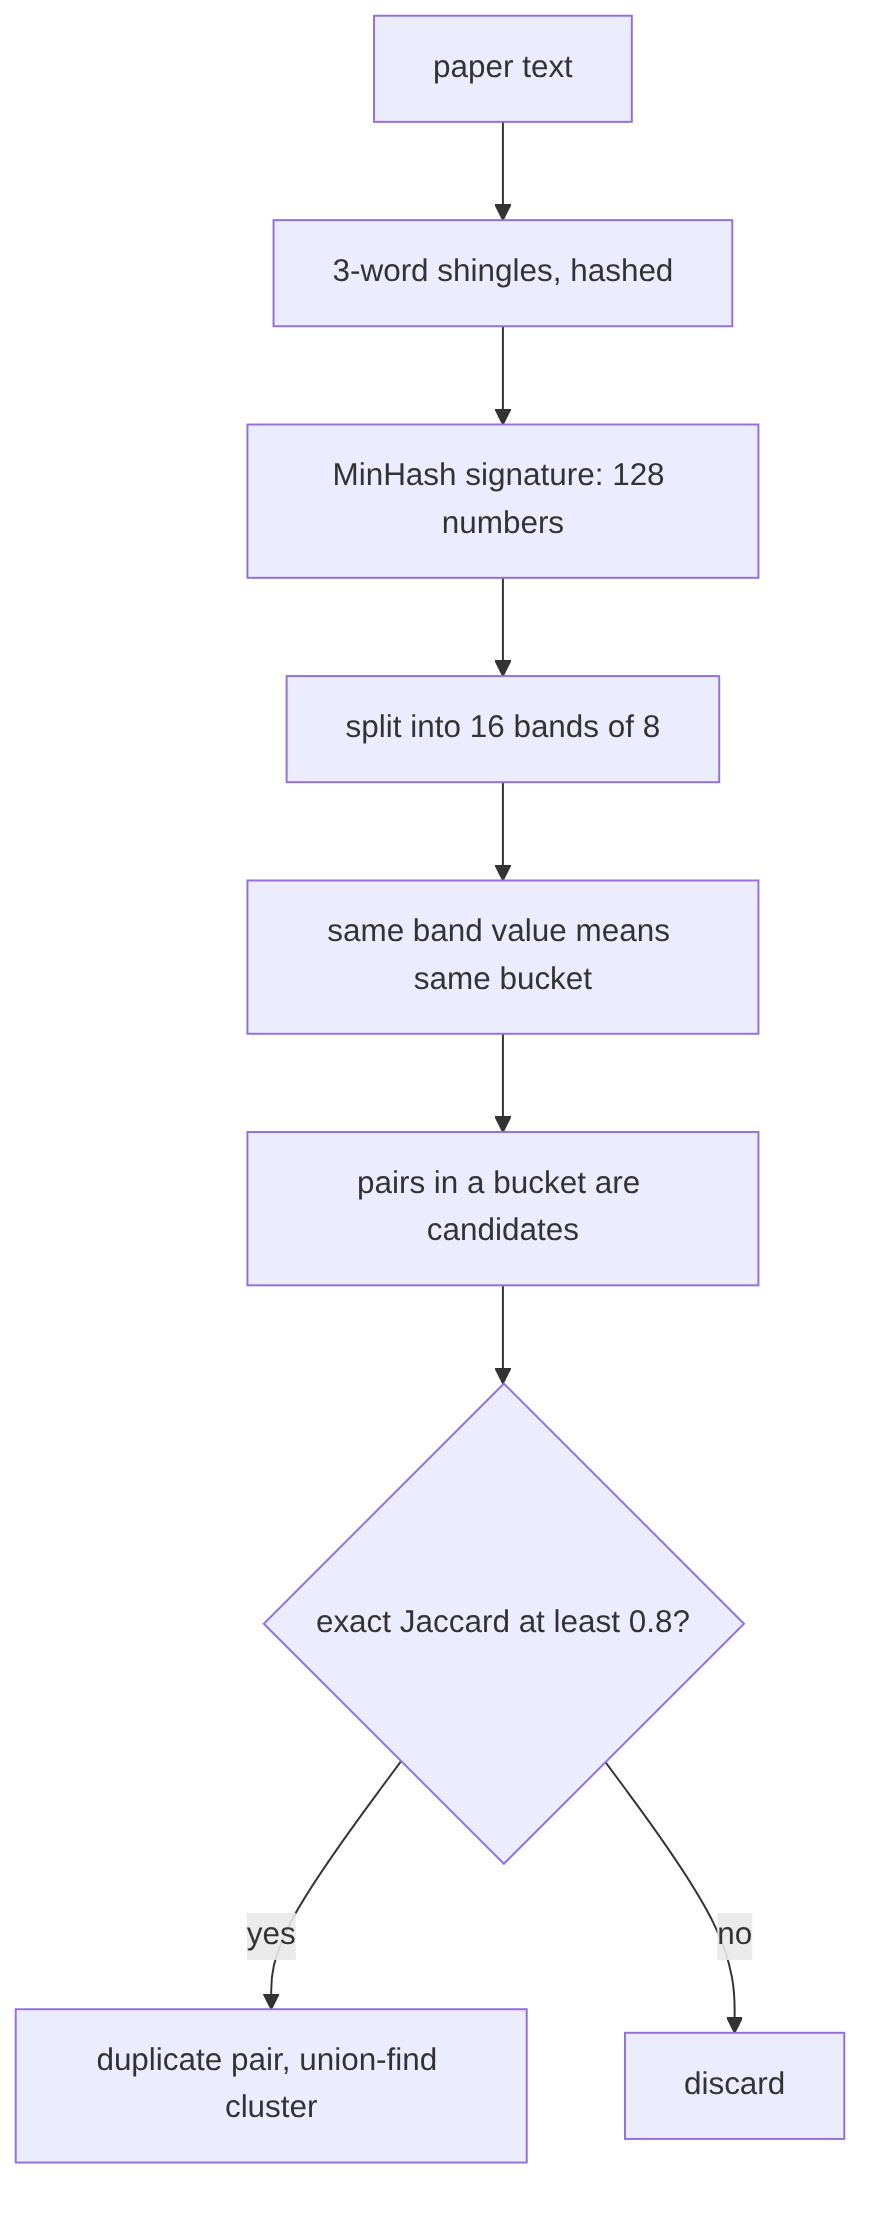 paper text
3-word shingles, hashed
MinHash signature: 128
numbers
split into 16 bands of 8
same band value means
same bucket
pairs in a bucket are
candidates
exact Jaccard at least 0.8?
yes
no
duplicate pair, union-find
cluster
discard